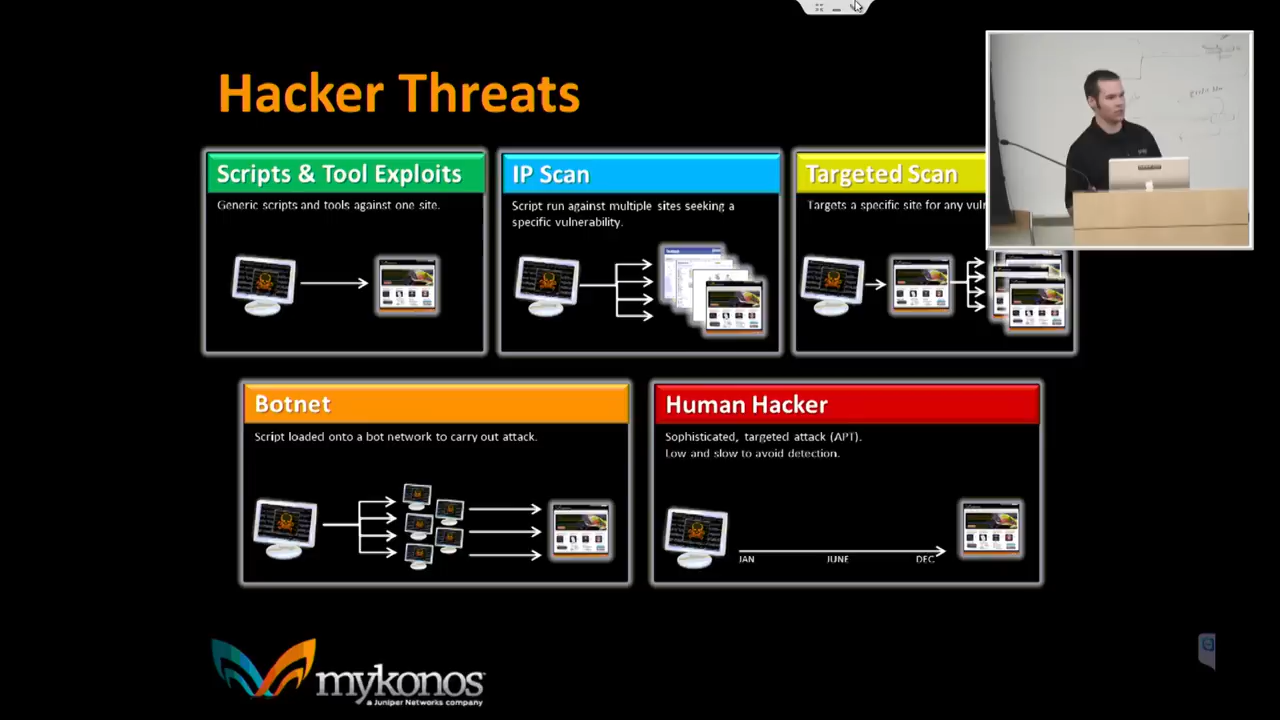 Hacker Threats
Scripts & Tool Exploits
Generic scripts and tools against one site.
IP Scan
Script run against multiple sites seeking a
specific vulnerability.
Targeted Scan
Targets a specific site for any
Botnet
Script loaded onto a bot network to carry out attack.
Human Hacker
Sophisticated, targeted attack (APT).
Low and slow to avoid detection.
JAN JUNE DEC
mykonos
a Juniper Networks company